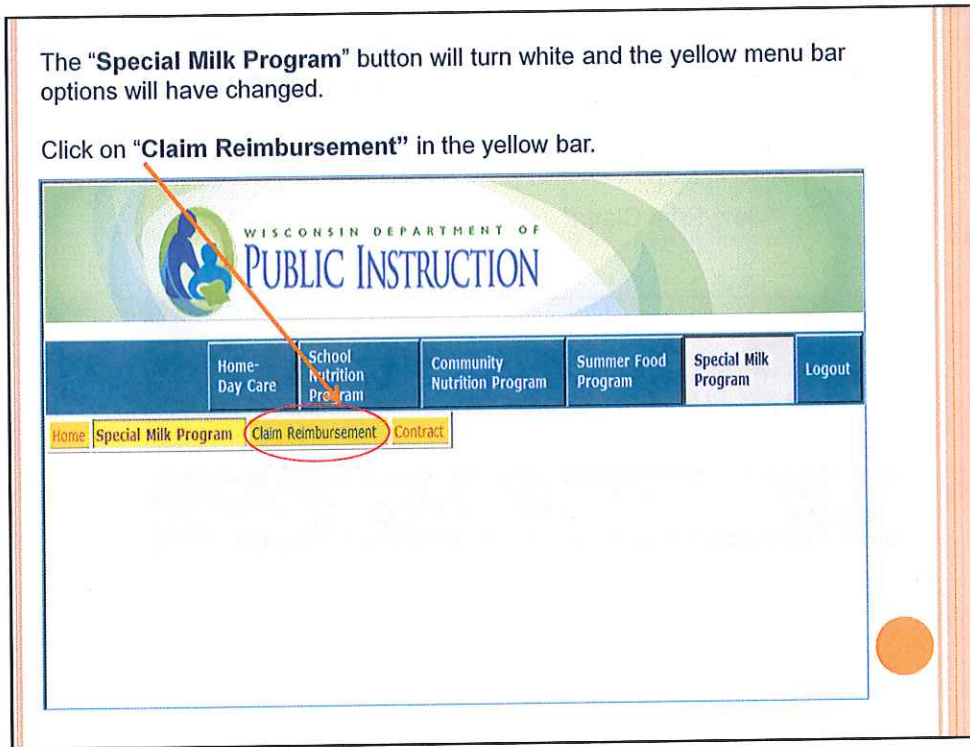 The “Special Milk Program” button will turn white and the yellow menu bar
options will have changed.
Click on “Claim Reimbursement” in the yellow bar.
WISCONSIN DEPARTMENT OF
PUBLIC INSTRUCTION
Home-
Day Care
School
Nutrition
Program
Community
Nutrition Program
Summer Food
Program
Special Milk
Program
Logout
Home Special Milk Program Claim Reimbursement Contract